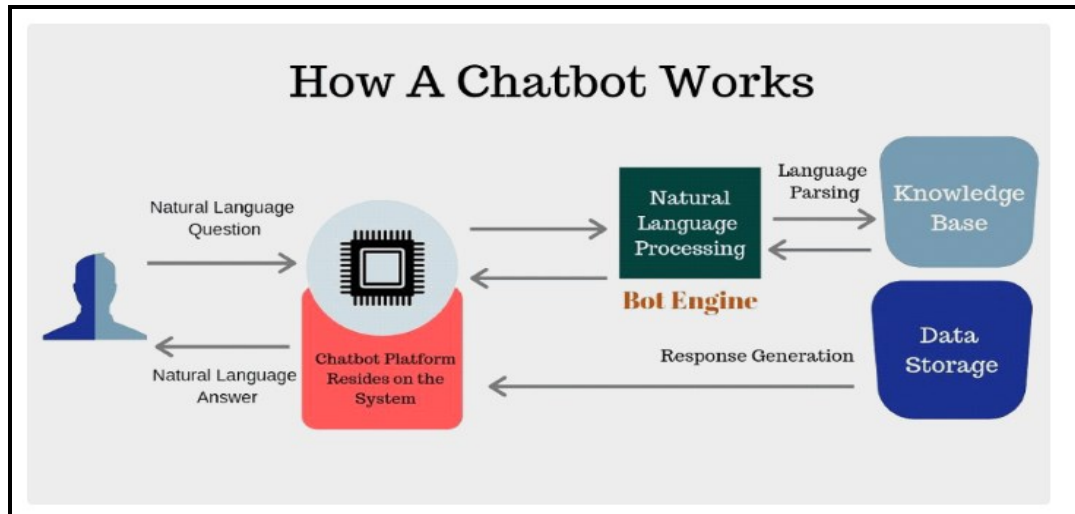 How A Chatbot Works
Natural Language
Question
Natural Language
Answer
Chatbot Platform
Resides on the
System
Natural
Language
Processing
Bot Engine
Language
Parsing
Knowledge
Base
Response Generation
Data
Storage